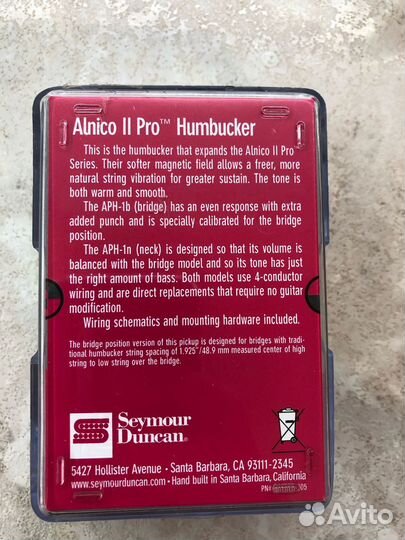 Alnico II Pro™ Humbucker
This is the humbucker that expands the Alnico II Pro
Series. Their softer magnetic field allows a freer, more
natural string vibration for greater sustain. The tone is
both warm and smooth.
The APH-1b (bridge) has an even response with extra
added punch and is specially calibrated for the bridge
position.
The APH-1n (neck) is designed so that its volume is
balanced with the bridge model and so its tone has just
the right amount of bass. Both models use 4-conductor
wiring and are direct replacements that require no guitar
modification.
Wiring schematics and mounting hardware included.
The bridge position version of this pickup is designed for bridges with tradi-
tional humbucker string spacing of 1.925"/48.9 mm measured center of high
string to low string over the bridge.
Seymour
Duncan®
5427 Hollister Avenue • Santa Barbara, CA 93111-2345
www.seymourduncan.com • Hand built in Santa Barbara, California
PN#
Avito